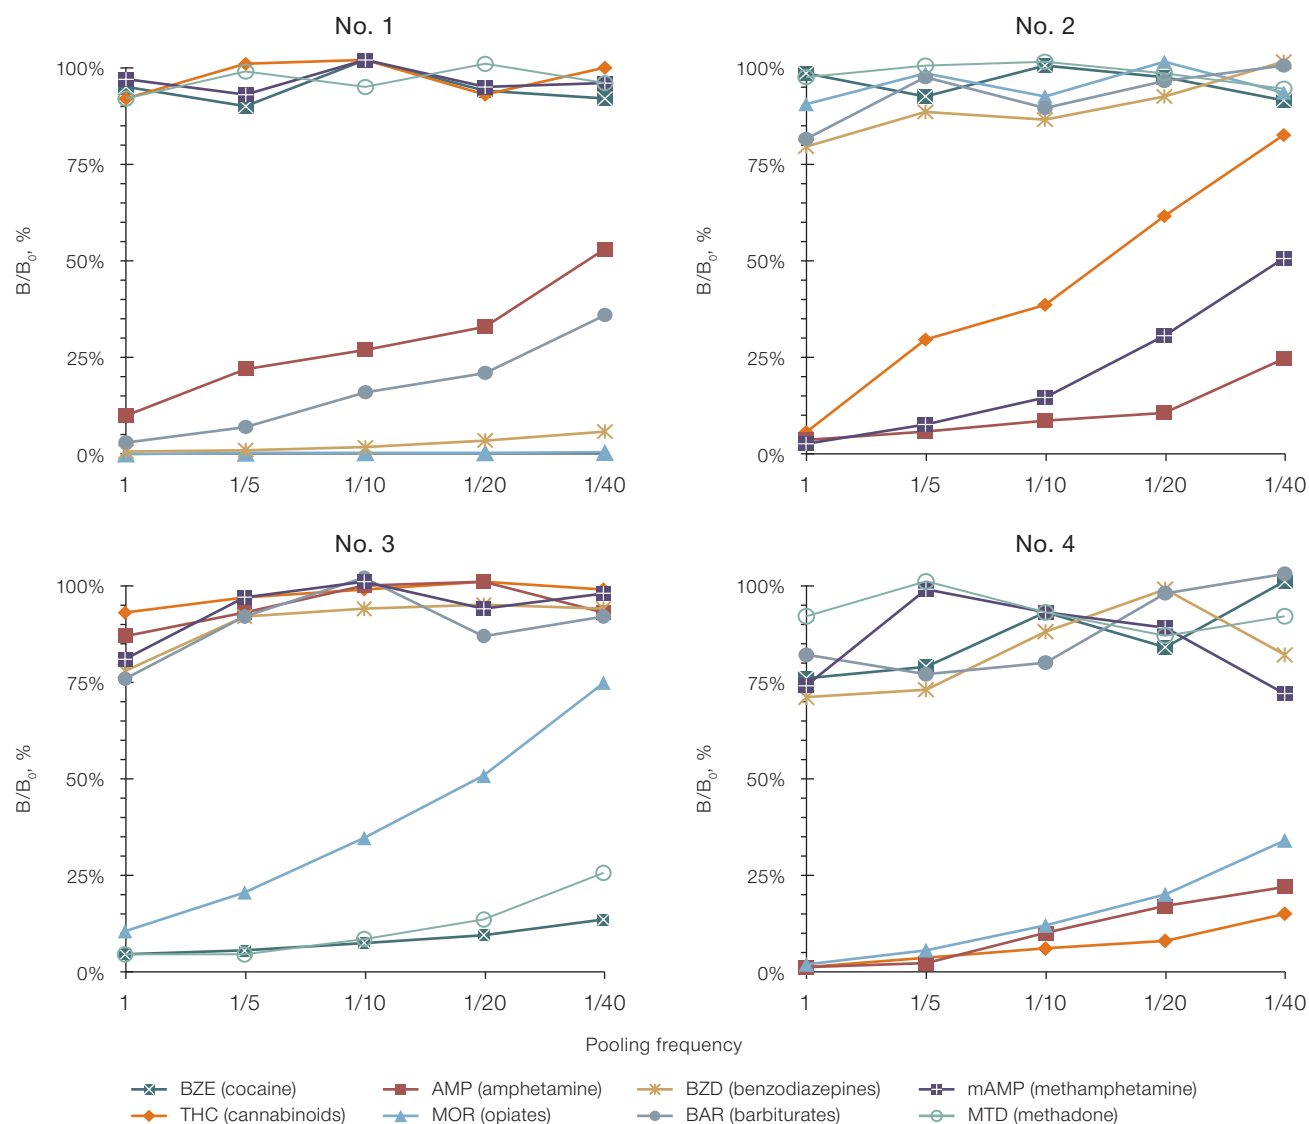 No. 1
100%
75%
50%
25%
0%
B/B₀, %
1 1/5 1/10 1/20 1/40
No. 2
100%
75%
50%
25%
0%
B/B₀, %
1 1/5 1/10 1/20 1/40
No. 3
100%
75%
50%
25%
0%
B/B₀, %
1 1/5 1/10 1/20 1/40
No. 4
100%
75%
50%
25%
0%
B/B₀, %
1 1/5 1/10 1/20 1/40
Pooling frequency
BZE (cocaine) AMP (amphetamine) BZD (benzodiazepines) mAMP (methamphetamine)
THC (cannabinoids) MOR (opiates) BAR (barbiturates) MTD (methadone)